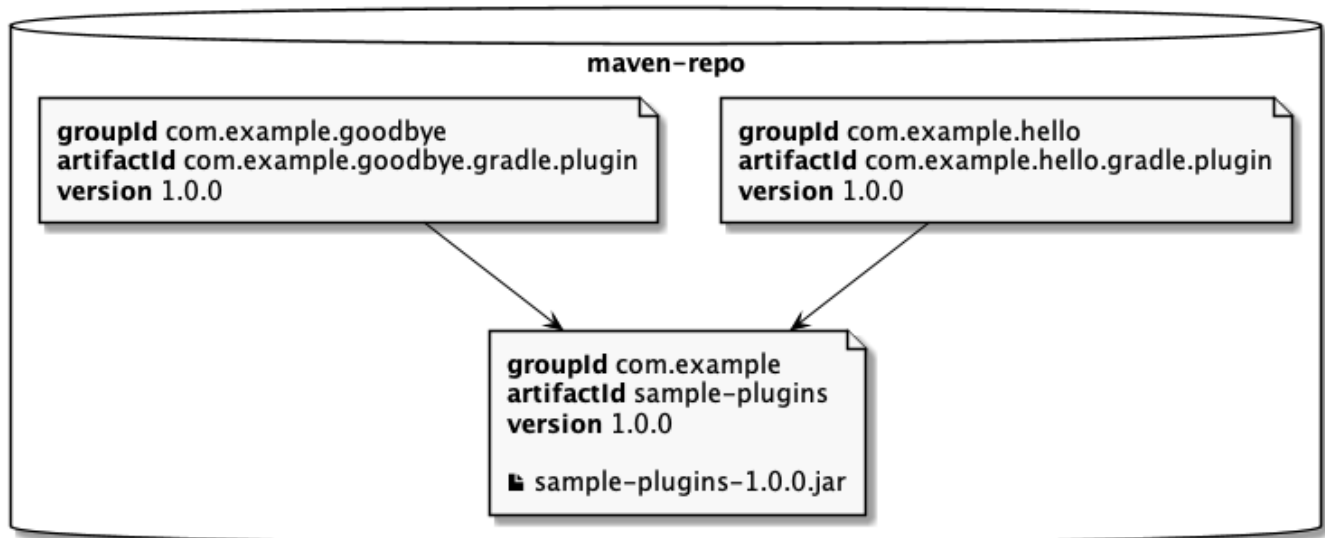 maven-repo
groupId com.example.goodbye
artifactId com.example.goodbye.gradle.plugin
version 1.0.0
groupId com.example.hello
artifactId com.example.hello.gradle.plugin
version 1.0.0
groupId com.example
artifactId sample-plugins
version 1.0.0
sample-plugins-1.0.0.jar